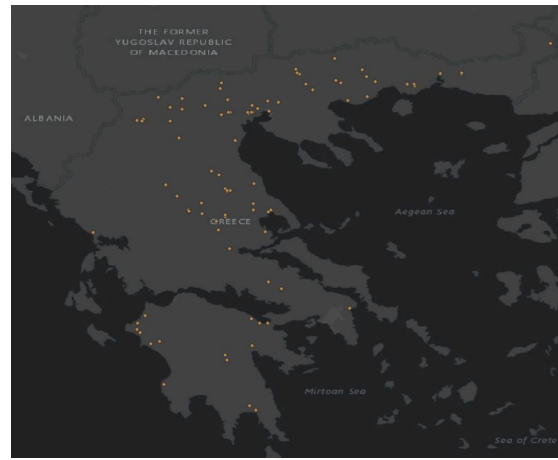 THE FORMER
YUGOSLAV REPUBLIC
OF MACEDONIA
ALBANIA
Aegean Sea
GREECE
Mirtoan Sea
Sea of Crete